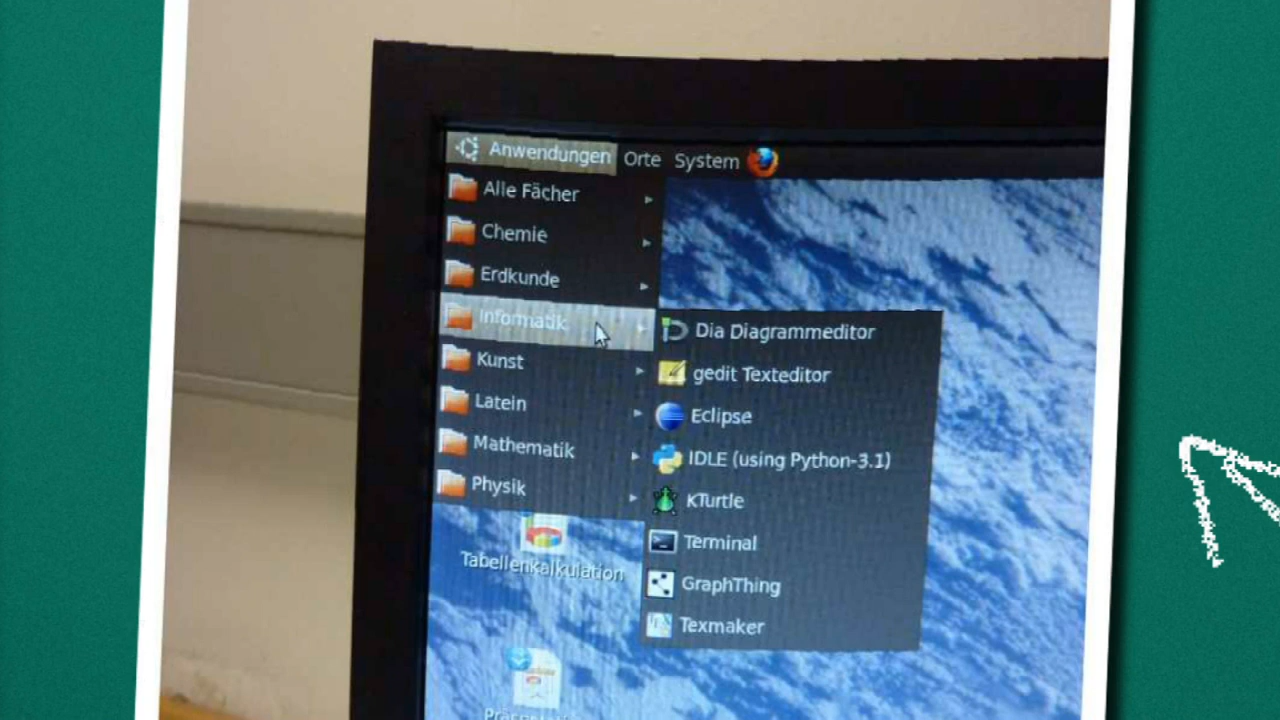 Anwendungen Orte System
Alle Fächer
Chemie
Erdkunde
Informatik
Kunst
Latein
Mathematik
Physik
Dia Diagrammeditor
gedit Texteditor
Eclipse
IDLE (using Python-3.1)
KTurtle
Terminal
GraphThing
Texmaker
Tabellenkalkulation